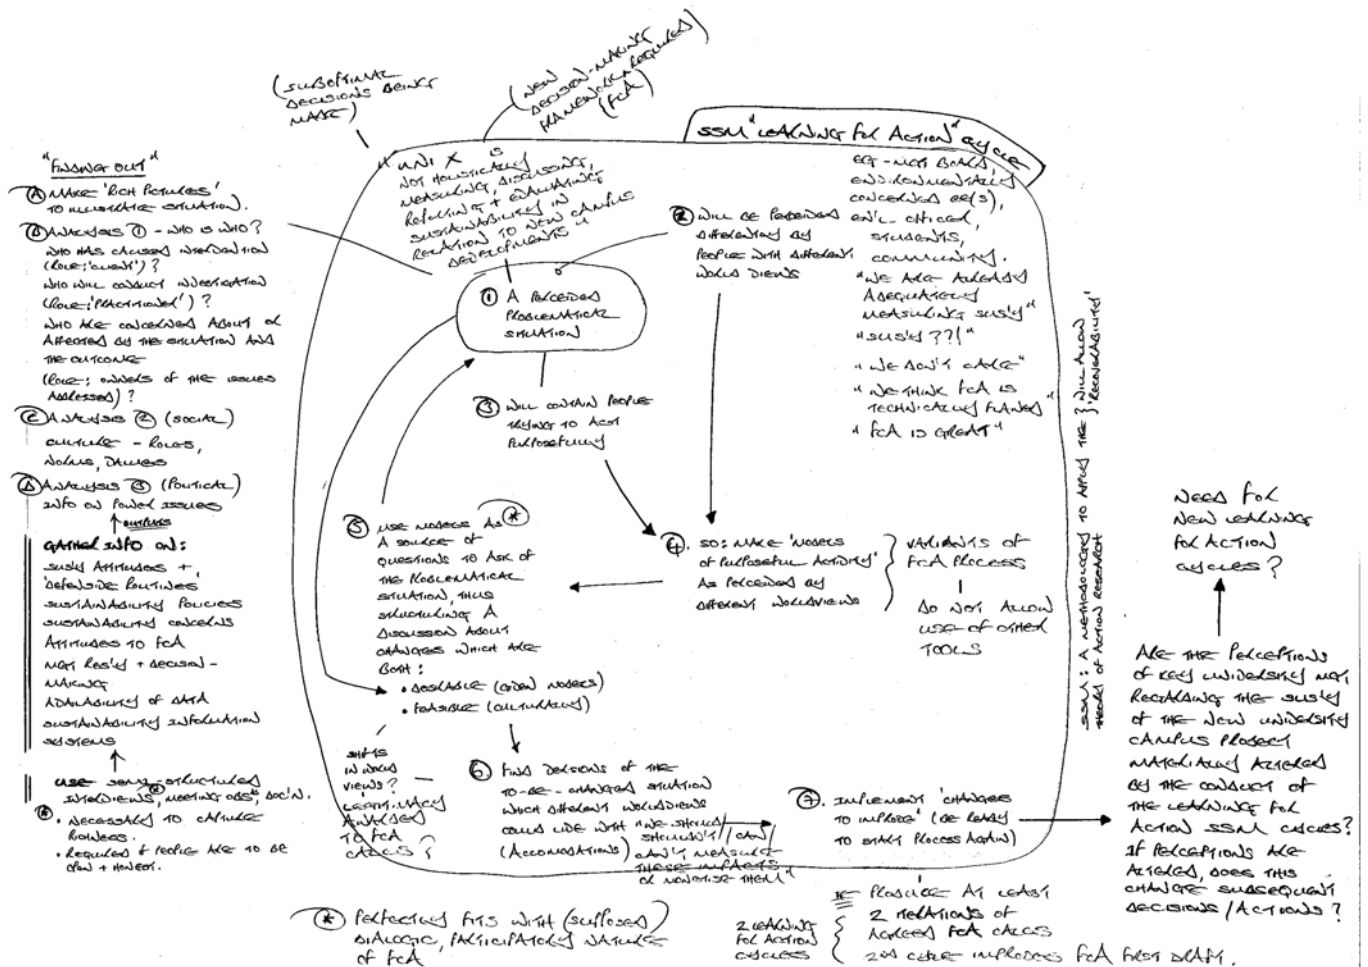 (SUBOPTIMAL
DECISIONS BEING
MADE)
(NEW
DECISION-MAKING
FRAMEWORK REQUIRED)
(FCA)
SSM "LEARNING FOR ACTION" CYCLE
"FINDING OUT"
(A) MAKE 'RICH PICTURES'
TO ILLUSTRATE SITUATION.
(B) ANALYSIS (1) - WHO IS WHO?
WHO HAS CAUSED INTERVENTION
(ROLE; 'CLIENT')?
WHO WILL CONDUCT INVESTIGATION
(ROLE; 'PRACTITIONER')?
WHO ARE CONCERNED ABOUT OR
AFFECTED BY THE SITUATION AND
THE OUTCOME
(ROLE; OWNERS OF THE ISSUES
ADDRESSED)?
(C) ANALYSIS (2) (SOCIAL)
CULTURE - ROLES,
NORMS, VALUES
(D) ANALYSIS (3) (POLITICAL)
INFO ON POWER ISSUES
OUTPUTS
GATHER INFO ON:
SUS'Y ATTITUDES +
'DEFENSIVE ROUTINES'
SUSTAINABILITY POLICIES
SUSTAINABILITY CONCERNS
ATTITUDES TO FCA
MGT RES'Y + DECISION-
MAKING
AVAILABILITY OF DATA
SUSTAINABILITY INFORMATION
SYSTEMS
USE SEMI-STRUCTURED
INTERVIEWS, MEETING OBS, DOC'N.
• NECESSARY TO CAPTURE
RICHNESS.
• REQUIRED IF PEOPLE ARE TO BE
OPEN + HONEST.
"UNI X IS
NOT HOLISTICALLY
MEASURING, DISCUSSING,
REPORTING + EVALUATING
SUSTAINABILITY IN
RELATION TO NEW CAMPUS
DEVELOPMENTS"
(1) A PERCEIVED
PROBLEMATICAL
SITUATION
(2) WILL BE PERCEIVED
DIFFERENTLY BY
PEOPLE WITH DIFFERENT
WORLD VIEWS
EG - MGT BOARD,
ENVIRONMENTALLY
CONCERNED EE(S),
ENV'L OFFICER,
STUDENTS,
COMMUNITY.
"WE ARE ALREADY
ADEQUATELY
MEASURING SUS'Y"
"SUS'Y ??!"
"WE DON'T CARE"
"WE THINK FCA IS
TECHNICALLY FLAWED"
"FCA IS GREAT"
(3) WILL CONTAIN PEOPLE
TRYING TO ACT
PURPOSEFULLY
(4). SO: MAKE 'MODELS
OF PURPOSEFUL ACTIVITY'
AS PERCEIVED BY
DIFFERENT WORLDVIEWS
VARIANTS OF
FCA PROCESS
DO NOT ALLOW
USE OF OTHER
TOOLS
(5) USE MODELS AS (*)
A SOURCE OF
QUESTIONS TO ASK OF
THE PROBLEMATICAL
SITUATION, THUS
STRUCTURING A
DISCUSSION ABOUT
CHANGES WHICH ARE
BOTH:
• DESIRABLE (GIVEN MODELS)
• FEASIBLE (CULTURALLY)
SHIFTS
IN WORLD
VIEWS?
LEGITIMACY
AWARDED
TO FCA
CALCS?
(6). FIND VERSIONS OF THE
TO-BE-CHANGED SITUATION
WHICH DIFFERENT WORLDVIEWS
COULD LIVE WITH
(ACCOMODATIONS)
"WE SHOULD/
SHOULDN'T/CAN/
CAN'T MEASURE
THESE IMPACTS
OR MONETISE THEM"
(7). IMPLEMENT 'CHANGES
TO IMPROVE' (BE READY
TO START PROCESS AGAIN)
SSM: A METHODOLOGY TO APPLY THE
THEORY OF ACTION RESEARCH
WILL ALLOW
'RECOVERABILITY'
NEED FOR
NEW LEARNING
FOR ACTION
CYCLES?
ARE THE PERCEPTIONS
OF KEY UNIVERSITY MGT,
REGARDING THE SUS'Y
OF THE NEW UNIVERSITY
CAMPUS PROJECT
MATERIALLY ALTERED
BY THE CONDUCT OF
THE LEARNING FOR
ACTION SSM CYCLES?
IF PERCEPTIONS ARE
ALTERED, DOES THIS
CHANGE SUBSEQUENT
DECISIONS/ACTIONS?
(*) PERFECTLY FITS WITH (SUPPOSED)
DIALOGIC, PARTICIPATORY NATURE
OF FCA
2 LEARNING
FOR ACTION
CYCLES
IE PRODUCE AT LEAST
2 ITERATIONS OF
AGREED FCA CALCS
2ND CYCLE IMPROVES FCA FIRST DRAFT.